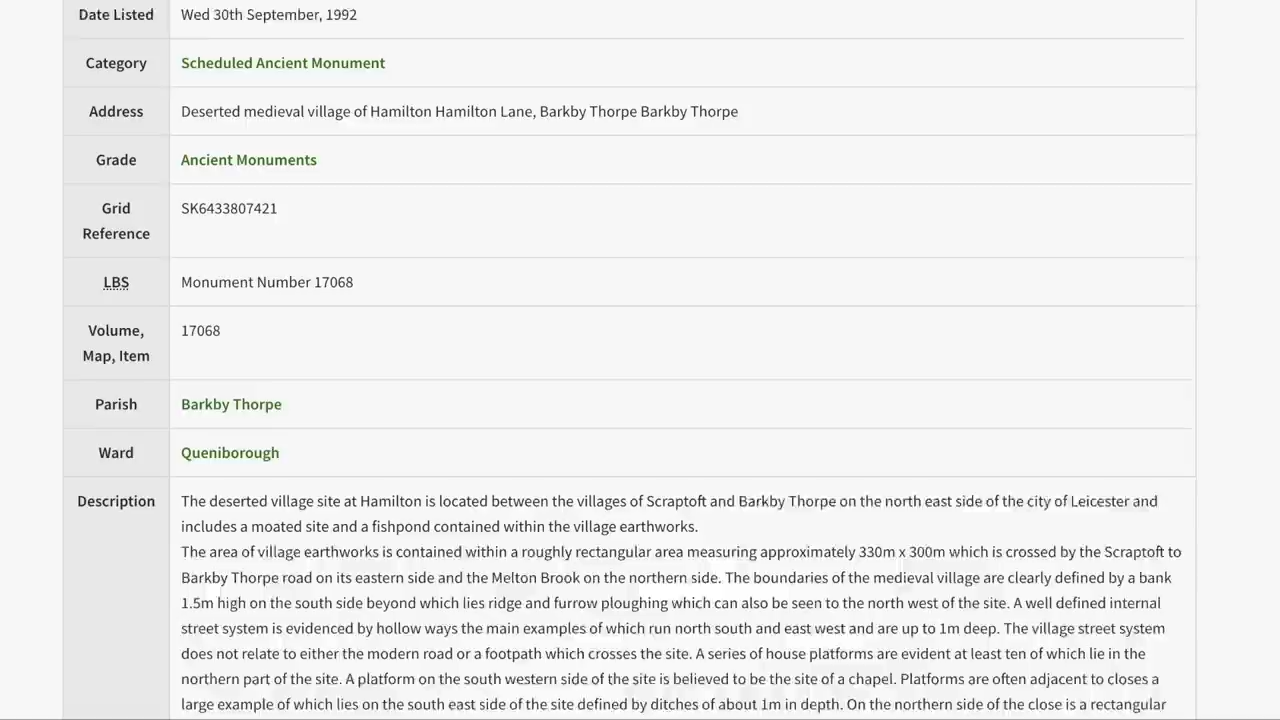 Date Listed Wed 30th September, 1992
Category Scheduled Ancient Monument
Address Deserted medieval village of Hamilton Hamilton Lane, Barkby Thorpe Barkby Thorpe
Grade Ancient Monuments
Grid Reference SK6433807421
LBS Monument Number 17068
Volume, Map, Item 17068
Parish Barkby Thorpe
Ward Queniborough
Description The deserted village site at Hamilton is located between the villages of Scraptoft and Barkby Thorpe on the north east side of the city of Leicester and
includes a moated site and a fishpond contained within the village earthworks.
The area of village earthworks is contained within a roughly rectangular area measuring approximately 330m x 300m which is crossed by the Scraptoft to
Barkby Thorpe road on its eastern side and the Melton Brook on the northern side. The boundaries of the medieval village are clearly defined by a bank
1.5m high on the south side beyond which lies ridge and furrow ploughing which can also be seen to the north west of the site. A well defined internal
street system is evidenced by hollow ways the main examples of which run north south and east west and are up to 1m deep. The village street system
does not relate to either the modern road or a footpath which crosses the site. A series of house platforms are evident at least ten of which lie in the
northern part of the site. A platform on the south western side of the site is believed to be the site of a chapel. Platforms are often adjacent to closes a
large example of which lies on the south east side of the site defined by ditches of about 1m in depth. On the northern side of the close is a rectangular